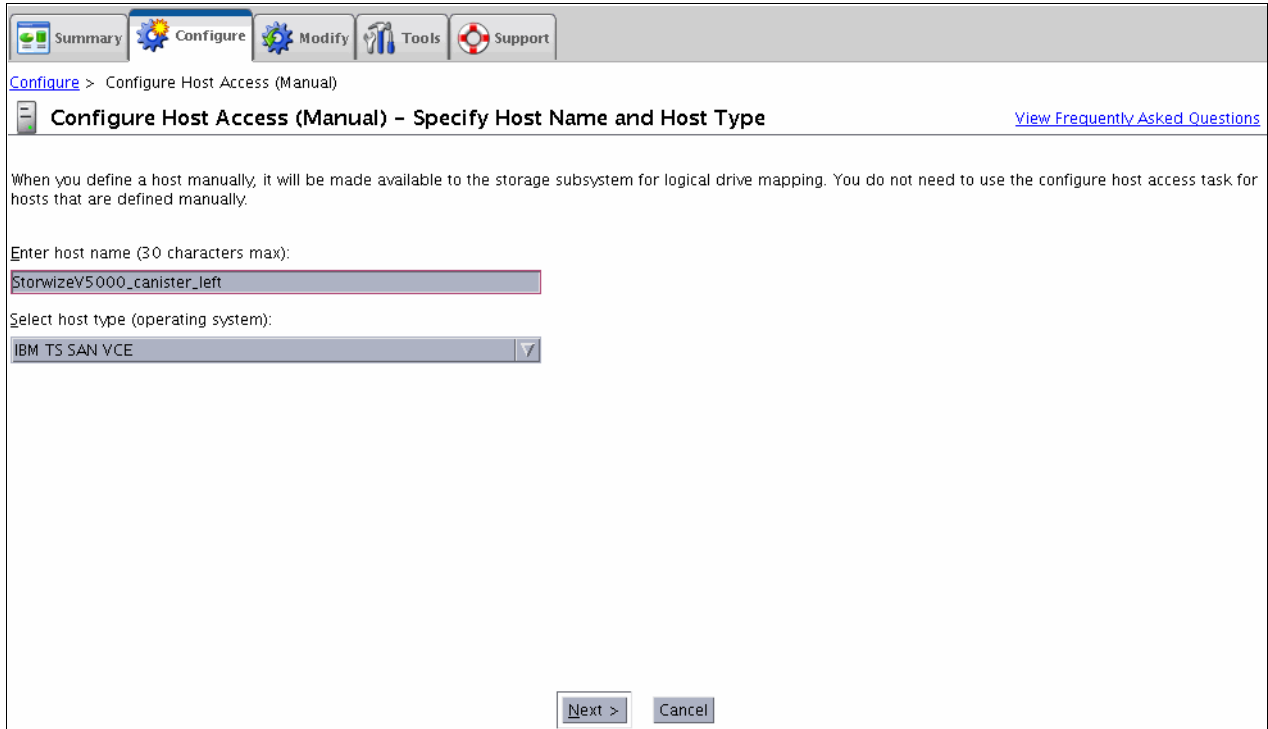 Summary Configure Modify Tools Support
Configure > Configure Host Access (Manual)
Configure Host Access (Manual) – Specify Host Name and Host Type
View Frequently Asked Questions
When you define a host manually, it will be made available to the storage subsystem for logical drive mapping. You do not need to use the configure host access task for
hosts that are defined manually.
Enter host name (30 characters max):
StorwizeV5000_canister_left
Select host type (operating system):
IBM TS SAN VCE
Next > Cancel